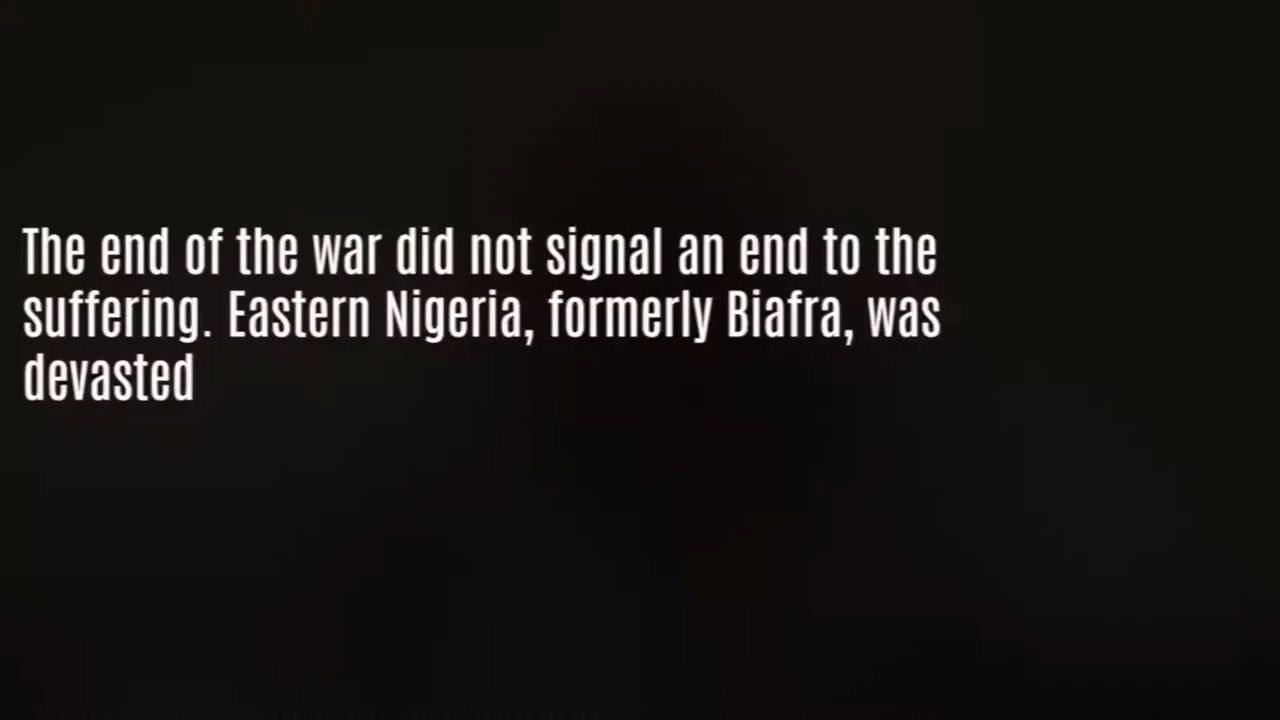 The end of the war did not signal an end to the
suffering. Eastern Nigeria, formerly Biafra, was
devasted